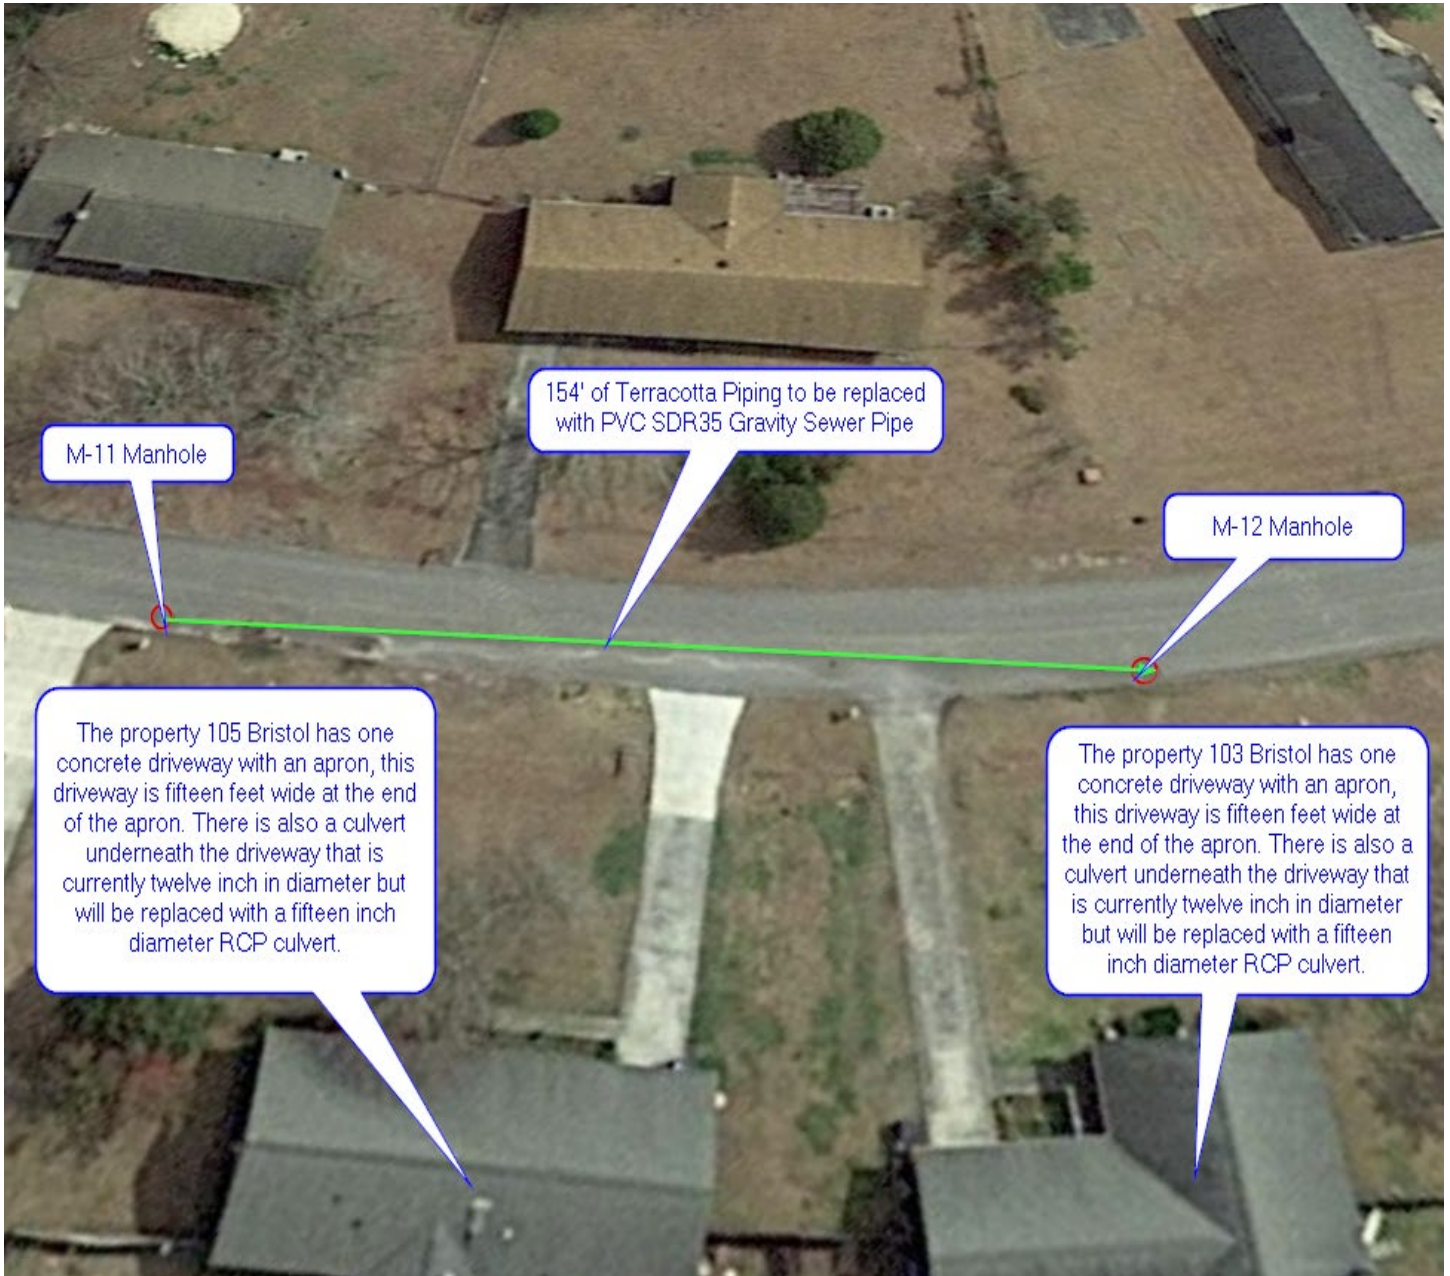 154' of Terracotta Piping to be replaced
with PVC SDR35 Gravity Sewer Pipe
M-11 Manhole
M-12 Manhole
The property 105 Bristol has one
concrete driveway with an apron, this
driveway is fifteen feet wide at the end
of the apron. There is also a culvert
underneath the driveway that is
currently twelve inch in diameter but
will be replaced with a fifteen inch
diameter RCP culvert.
The property 103 Bristol has one
concrete driveway with an apron,
this driveway is fifteen feet wide at
the end of the apron. There is also a
culvert underneath the driveway that
is currently twelve inch in diameter
but will be replaced with a fifteen
inch diameter RCP culvert.